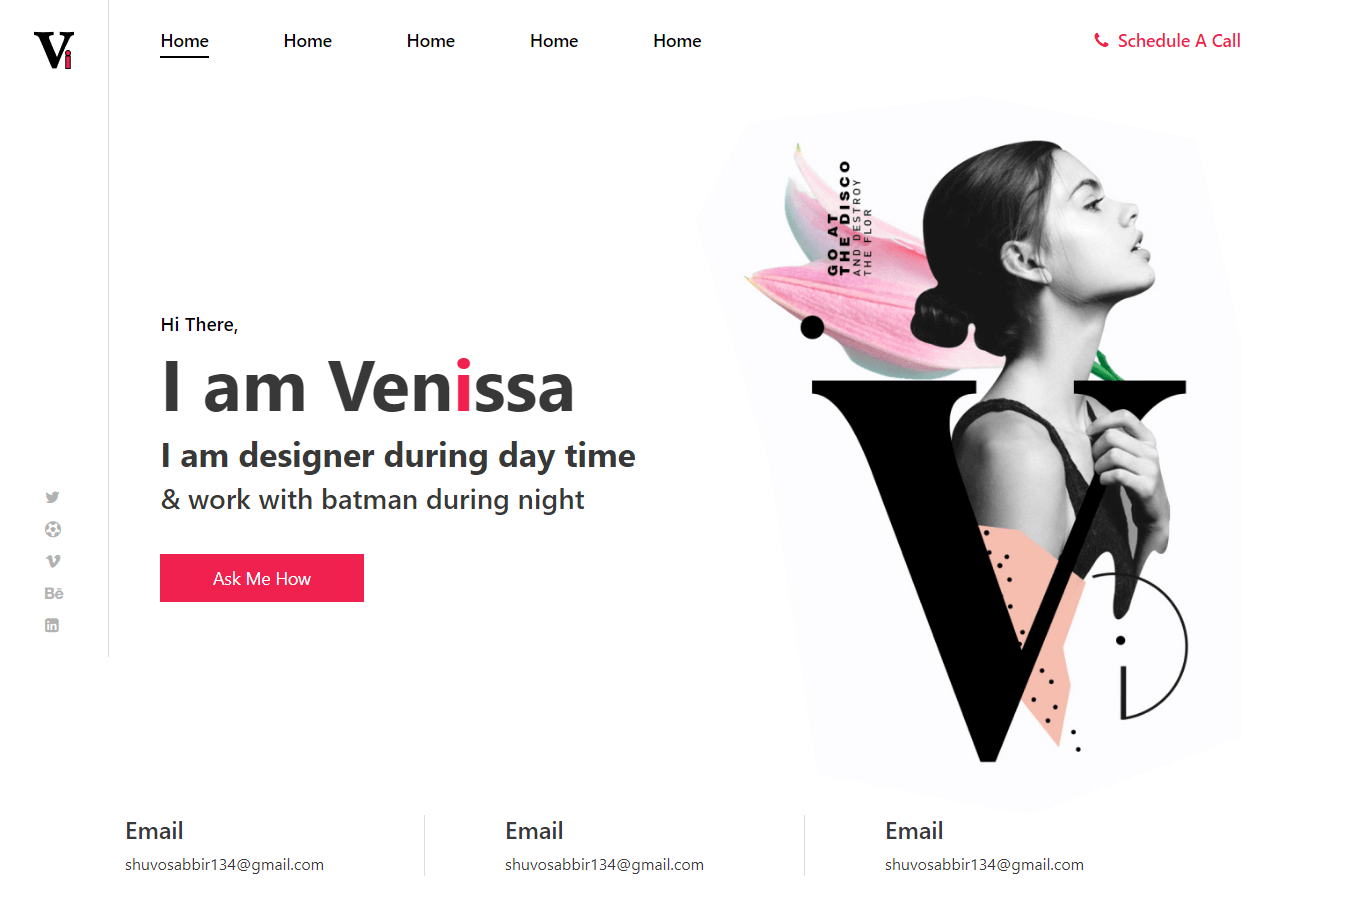 Vi
Home Home Home Home Home
Schedule A Call
GO AT
THE DISCO
AND DESTROY
THE FLOR
Hi There,
I am Venissa
I am designer during day time
& work with batman during night
Ask Me How
Bē
in
V
iD
Email
shuvosabbir134@gmail.com
Email
shuvosabbir134@gmail.com
Email
shuvosabbir134@gmail.com